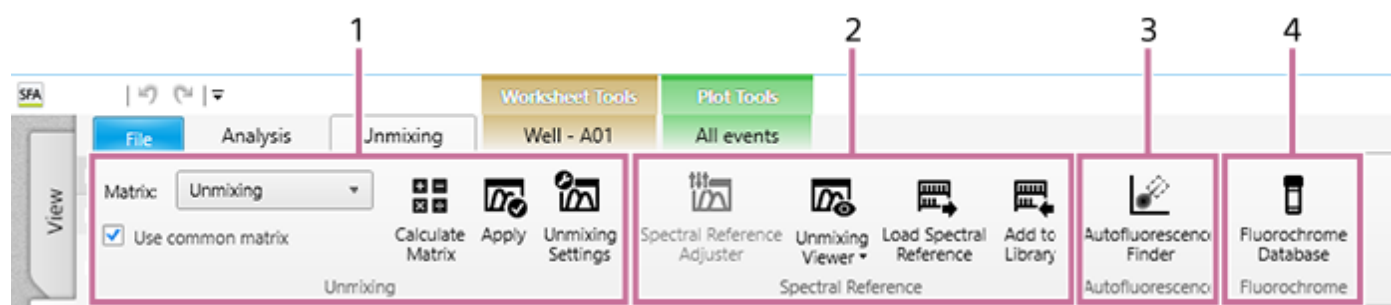 1 2 3 4
SFA
Worksheet Tools Plot Tools
File Analysis Unmixing Well - A01 All events
View
Matrix: Unmixing
Use common matrix
Calculate
Matrix
Apply
Unmixing
Settings
Unmixing
Spectral Reference
Adjuster
Unmixing
Viewer
Load Spectral
Reference
Add to
Library
Spectral Reference
Autofluorescenc
Finder
Autofluorescenc
Fluorochrome
Database
Fluorochrome